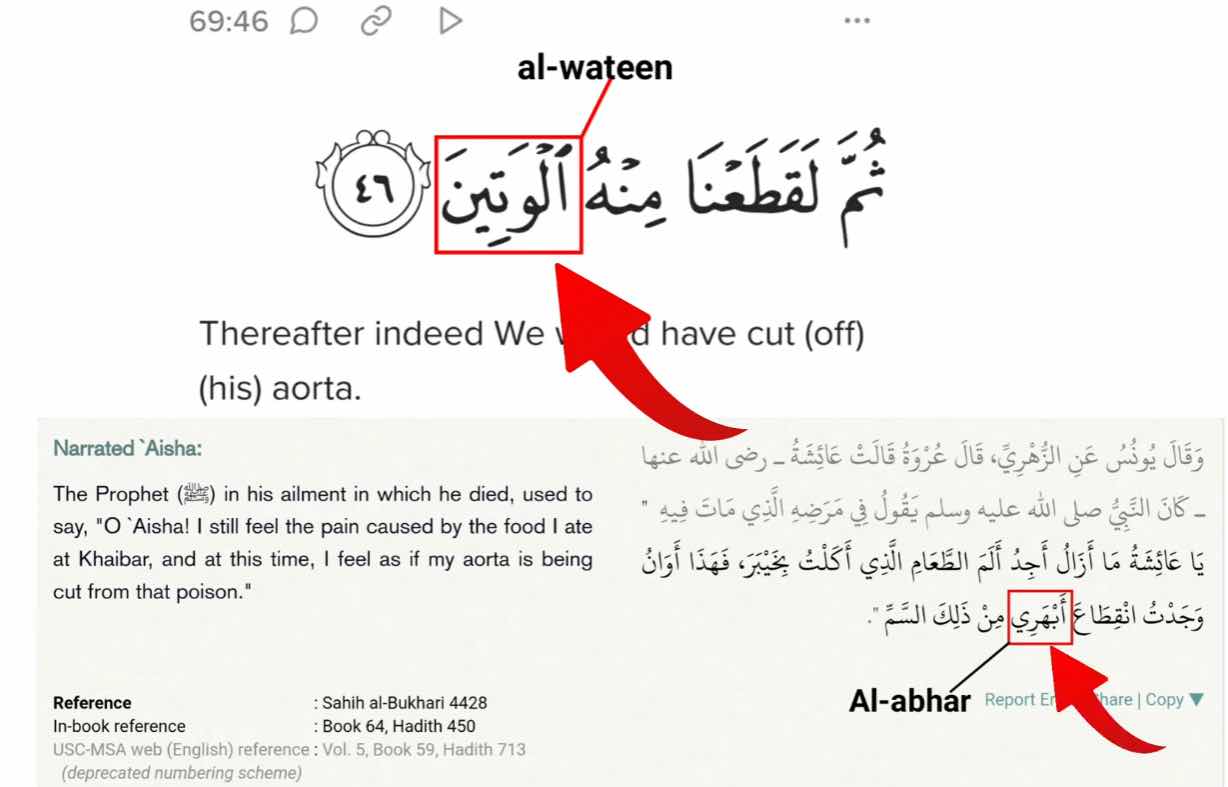 69:46
al-wateen
ثُمَّ لَقَطَعْنَا مِنْهُ ٱلْوَتِينَ ٤٦
Thereafter indeed We have cut (off)
(his) aorta.
Narrated `Aisha:
The Prophet (ﷺ) in his ailment in which he died, used to
say, "O `Aisha! I still feel the pain caused by the food I ate
at Khaibar, and at this time, I feel as if my aorta is being
cut from that poison."
وَقَالَ يُونُسُ عَنِ الزُّهْرِيِّ، قَالَ عُرْوَةُ قَالَتْ عَائِشَةُ ـ رضى الله عنها
ـ كَانَ النَّبِيُّ صلى الله عليه وسلم يَقُولُ فِي مَرَضِهِ الَّذِي مَاتَ فِيهِ ‏"
يَا عَائِشَةُ مَا أَزَالُ أَجِدُ أَلَمَ الطَّعَامِ الَّذِي أَكَلْتُ بِخَيْبَرَ، فَهَذَا أَوَانُ
وَجَدْتُ انْقِطَاعَ أَبْهَرِي مِنْ ذَلِكَ السَّمِّ ‏"‏‏.‏
Al-abhar
Report | Copy ▼
Reference : Sahih al-Bukhari 4428
In-book reference : Book 64, Hadith 450
USC-MSA web (English) reference : Vol. 5, Book 59, Hadith 713
(deprecated numbering scheme)